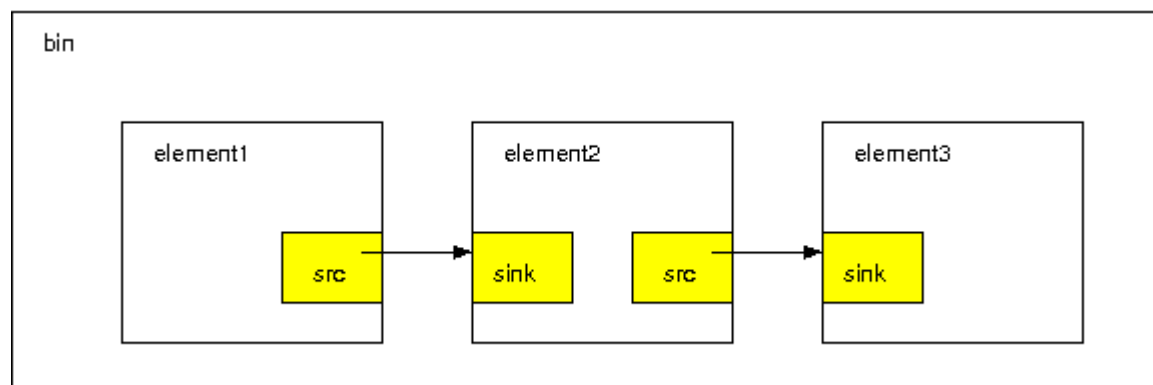 bin
element1
element2
element3
src
sink
src
sink